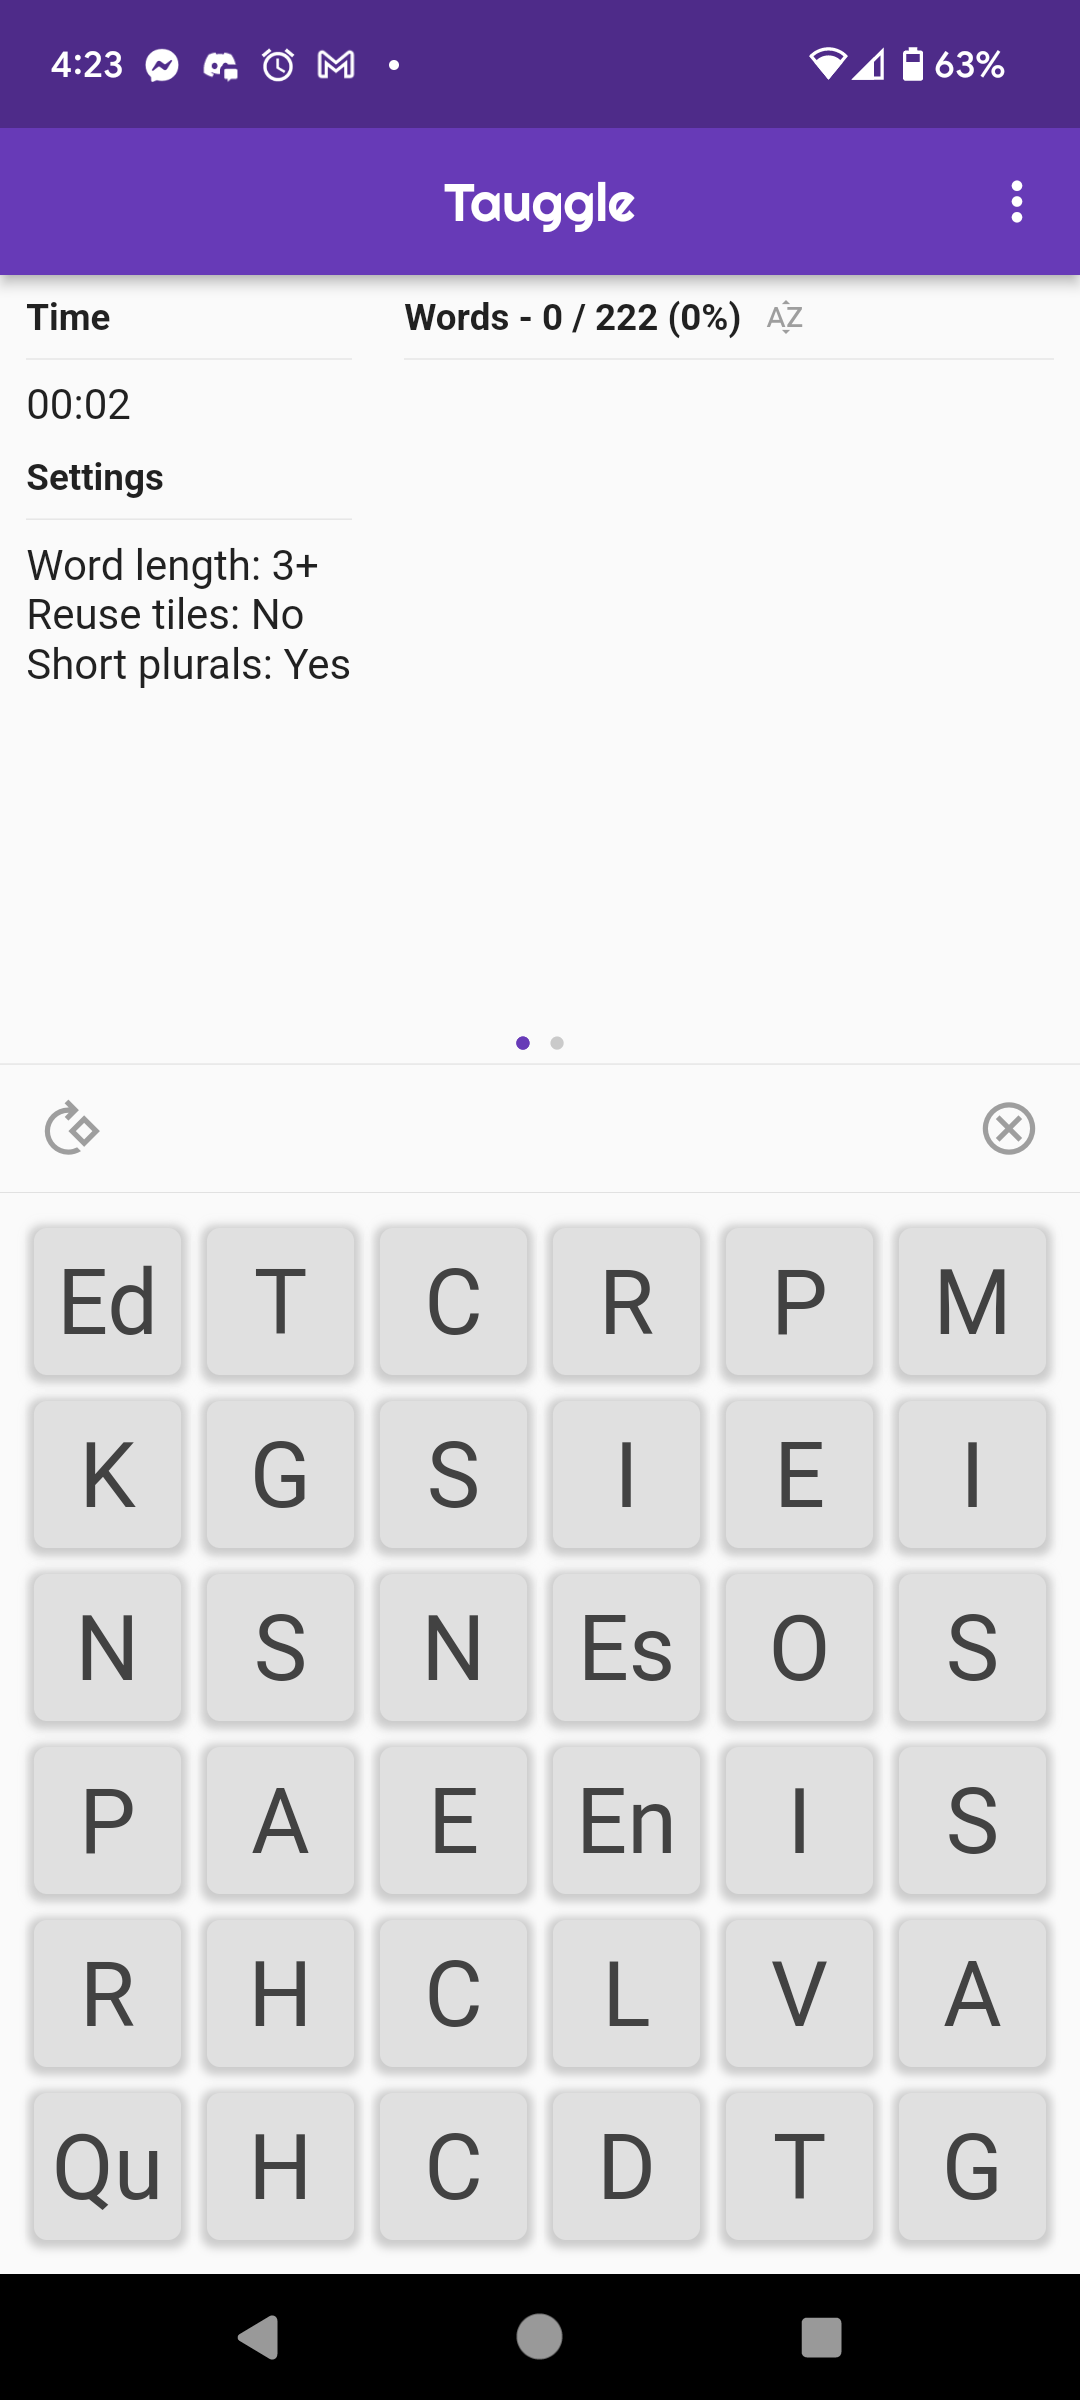 4:23 63%
Tauggle
Time
Words - 0 / 222 (0%) AZ
00:02
Settings
Word length: 3+
Reuse tiles: No
Short plurals: Yes
Ed T C R P M
K G S I E I
N S N Es O S
P A E En I S
R H C L V A
Qu H C D T G